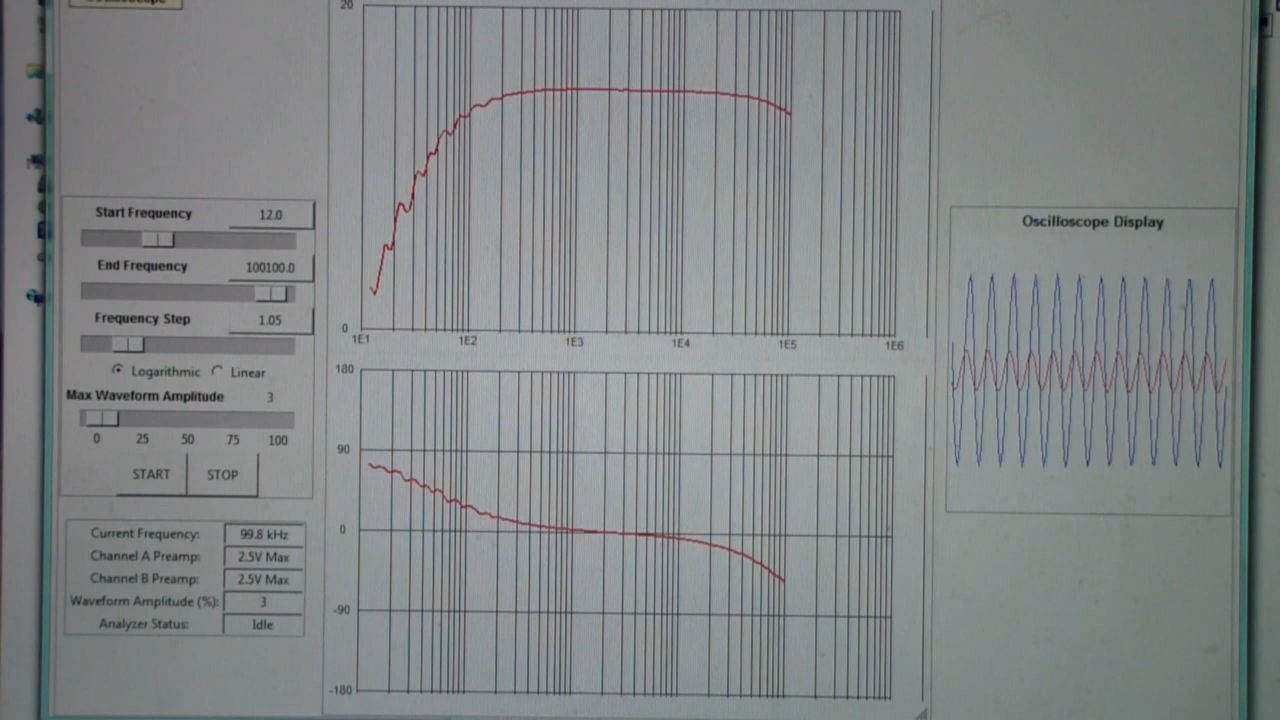 Oscilloscope
Start Frequency 12.0
End Frequency 100100.0
Frequency Step 1.05
Logarithmic Linear
Max Waveform Amplitude 3
0 25 50 75 100
START STOP
Current Frequency: 99.8 kHz
Channel A Preamp: 2.5V Max
Channel B Preamp: 2.5V Max
Waveform Amplitude (%): 3
Analyzer Status: Idle
20
0
1E1 1E2 1E3 1E4 1E5 1E6
180
90
0
-90
-180
Oscilloscope Display